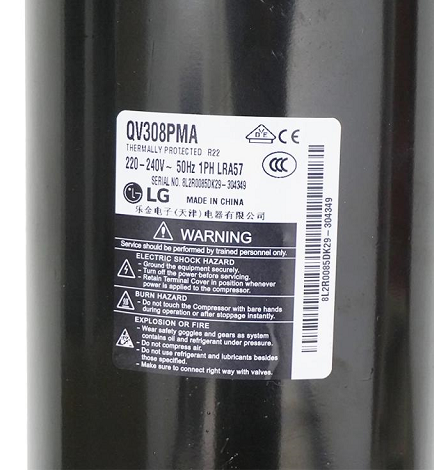 QV308PMA
THERMALLY PROTECTED R22
220-240V~ 50Hz 1PH LRA57
SERIAL NO. 8L2R0085DK29-304349
LG MADE IN CHINA
乐金电子(天津)电器有限公司
WARNING
Service should be performed by trained personnel only.
ELECTRIC SHOCK HAZARD
- Ground the equipment securely.
- Turn off the power before servicing.
- Retain Terminal Cover in position whenever
power is applied to the compressor.
BURN HAZARD
- Do not touch the Compressor with bare hands
during operation or after stoppage instantly.
EXPLOSION OR FIRE
- Wear safety goggles and gears as system
contains oil and refrigerant under pressure.
- Do not compress air.
- Do not use refrigerant and lubricants besides
those specified.
- Make sure to connect right way with valves.
VDE CE
CCC
8L2R0085DK29-304349